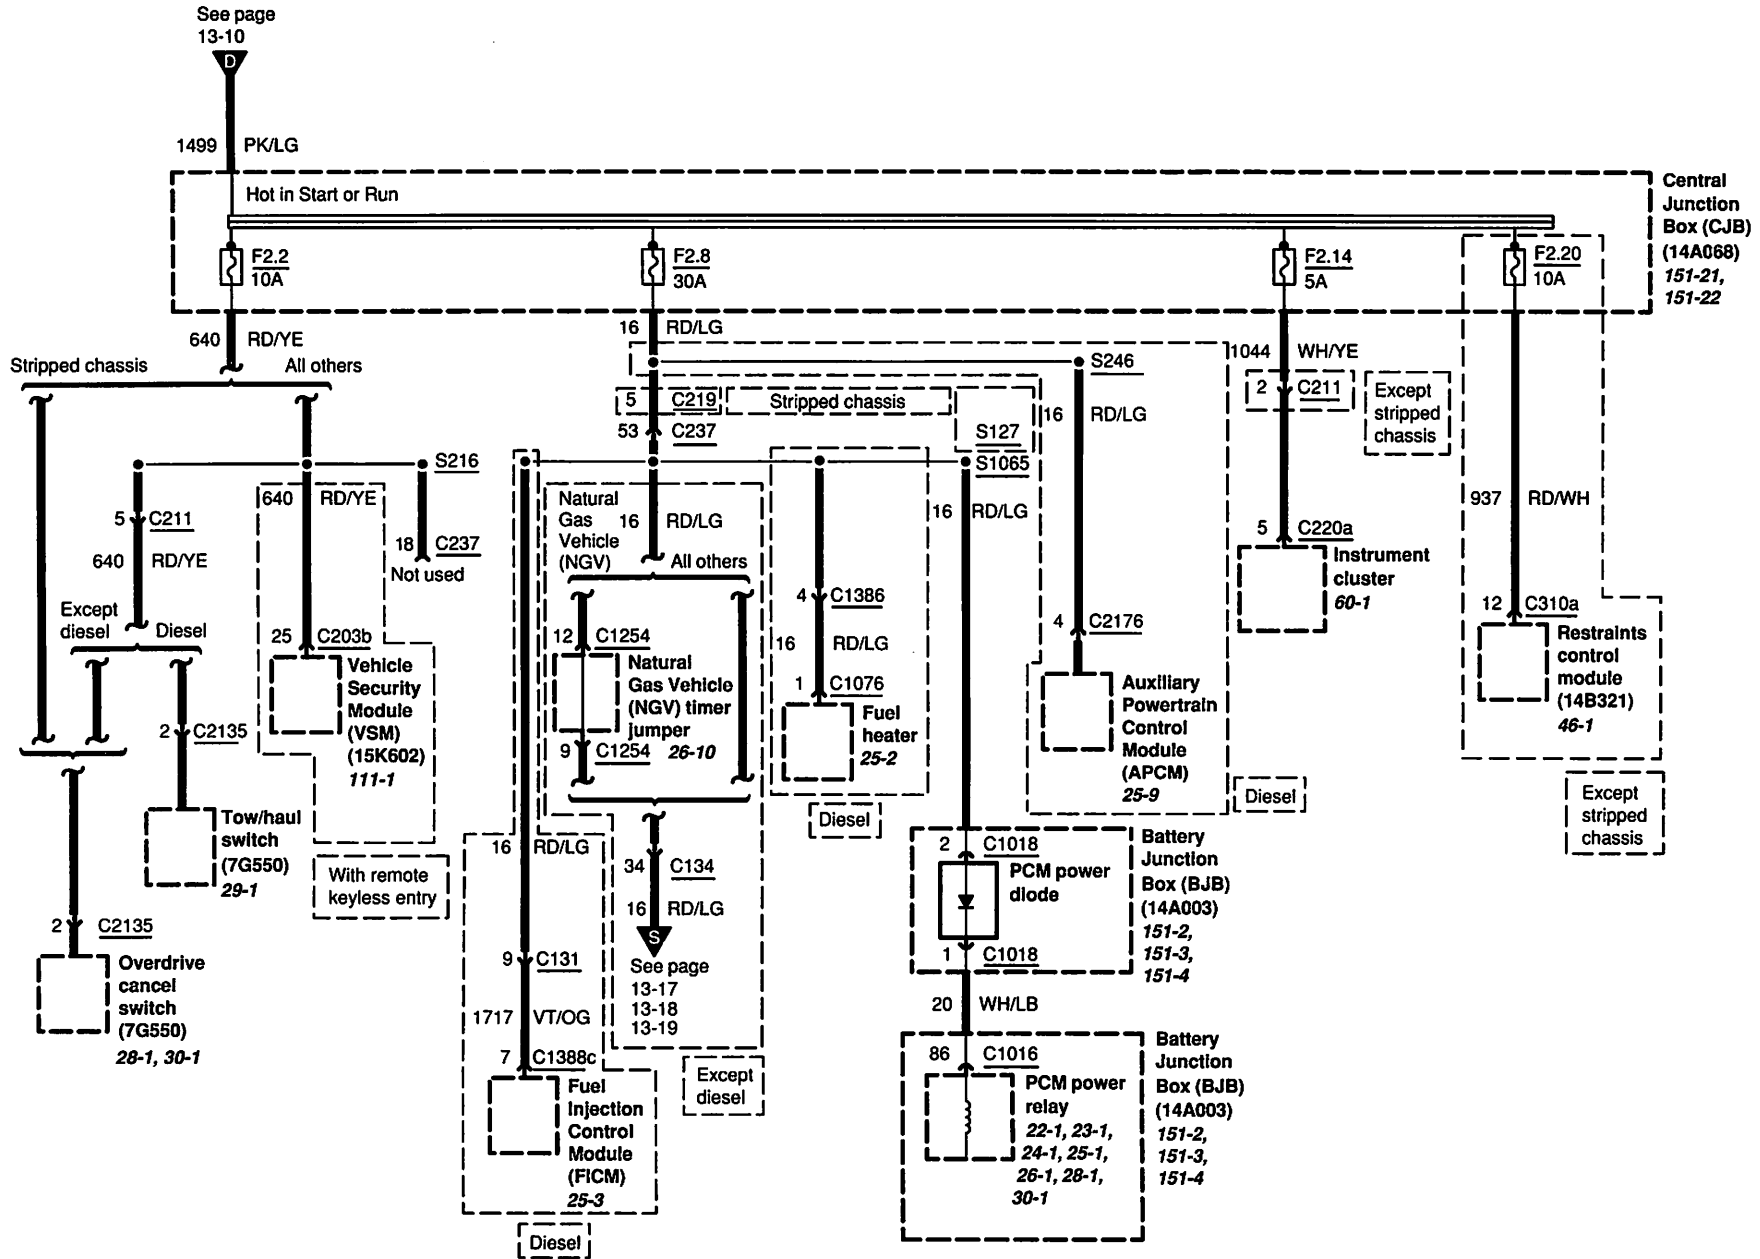 See page
13-10
D
1499 PK/LG
Hot in Start or Run
Central
Junction
Box (CJB)
(14A068)
151-21,
151-22
F2.2
10A
F2.8
30A
F2.14
5A
F2.20
10A
640 RD/YE
16 RD/LG
Stripped chassis
All others
S246
1044 WH/YE
2 C211
Except
stripped
chassis
5 C219
Stripped chassis
16 RD/LG
53 C237
S127
S216
S1065
640 RD/YE
5 C211
18 C237
Not used
640 RD/YE
Natural
Gas
Vehicle
(NGV)
16 RD/LG
All others
16 RD/LG
937 RD/WH
5 C220a
Instrument
cluster
60-1
Except
diesel
Diesel
25 C203b
Vehicle
Security
Module
(VSM)
(15K602)
111-1
12 C1254
Natural
Gas Vehicle
(NGV) timer
jumper
26-10
9 C1254
4 C1386
16 RD/LG
1 C1076
Fuel
heater
25-2
4 C2176
Auxiliary
Powertrain
Control
Module
(APCM)
25-9
12 C310a
Restraints
control
module
(14B321)
46-1
2 C2135
Diesel
Diesel
Except
stripped
chassis
Tow/haul
switch
(7G550)
29-1
With remote
keyless entry
16 RD/LG
34 C134
16 RD/LG
S
See page
13-17
13-18
13-19
2 C1018
PCM power
diode
1 C1018
Battery
Junction
Box (BJB)
(14A003)
151-2,
151-3,
151-4
2 C2135
Overdrive
cancel
switch
(7G550)
28-1, 30-1
9 C131
1717 VT/OG
7 C1388c
Fuel
Injection
Control
Module
(FICM)
25-3
Except
diesel
20 WH/LB
86 C1016
PCM power
relay
22-1, 23-1,
24-1, 25-1,
26-1, 28-1,
30-1
Battery
Junction
Box (BJB)
(14A003)
151-2,
151-3,
151-4
Diesel